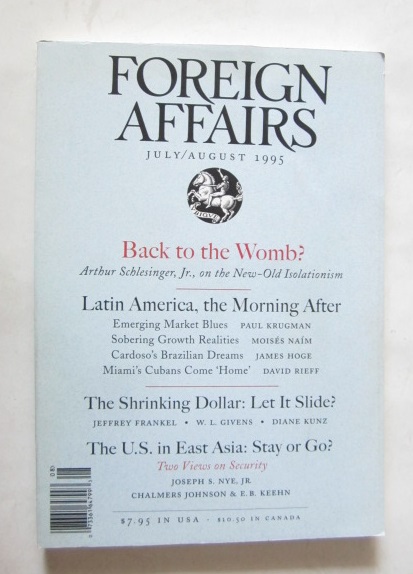 FOREIGN
AFFAIRS
JULY/AUGUST 1995
Back to the Womb?
Arthur Schlesinger, Jr., on the New-Old Isolationism
Latin America, the Morning After
Emerging Market Blues PAUL KRUGMAN
Sobering Growth Realities MOISÉS NAÍM
Cardoso's Brazilian Dreams JAMES HOGE
Miami's Cubans Come 'Home' DAVID RIEFF
The Shrinking Dollar: Let It Slide?
JEFFREY FRANKEL • W. L. GIVENS • DIANE KUNZ
The U.S. in East Asia: Stay or Go?
Two Views on Security
JOSEPH S. NYE, JR.
CHALMERS JOHNSON & E.B. KEEHN
$7.95 IN USA - $10.50 IN CANADA